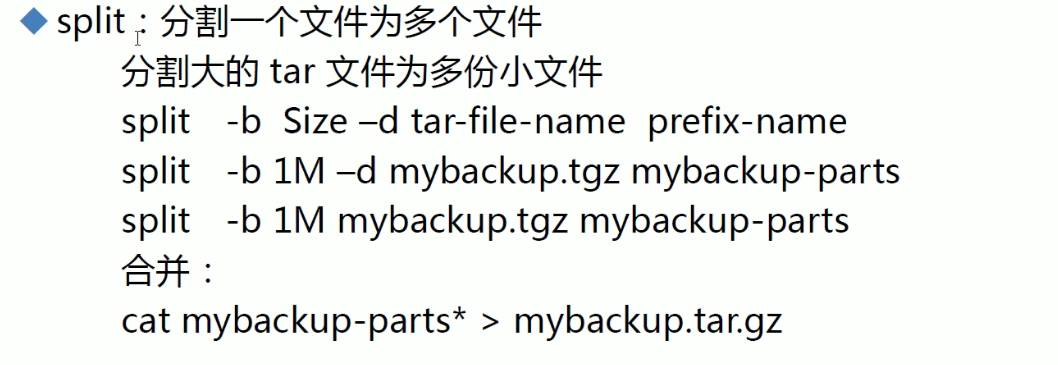 split：分割一个文件为多个文件
分割大的 tar 文件为多份小文件
split -b Size –d tar-file-name prefix-name
split -b 1M –d mybackup.tgz mybackup-parts
split -b 1M mybackup.tgz mybackup-parts
合并：
cat mybackup-parts* > mybackup.tar.gz